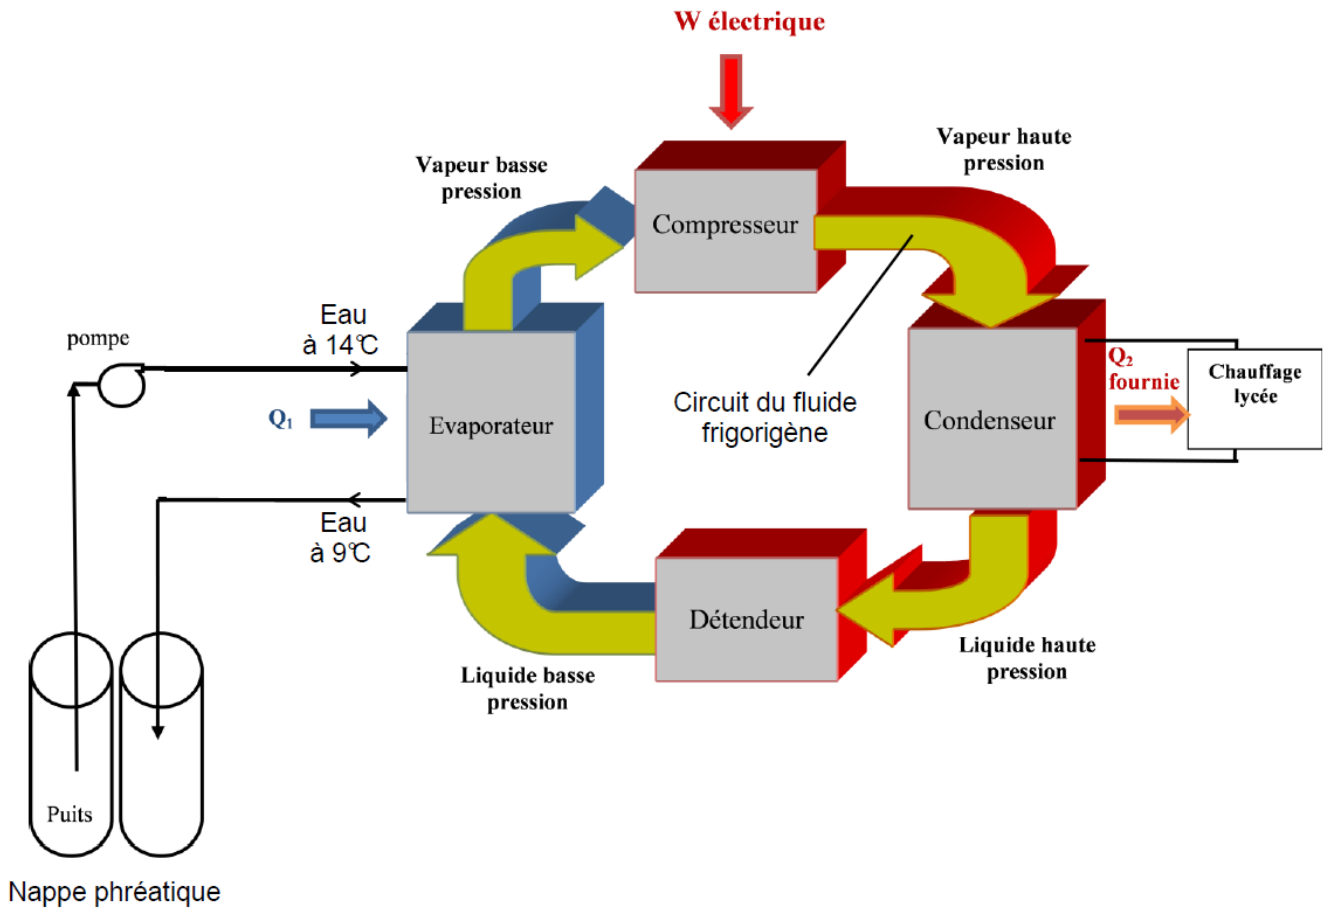 W électrique
Vapeur basse
pression
Vapeur haute
pression
Compresseur
pompe
Eau
à 14°C
Q₁
Evaporateur
Circuit du fluide
frigorigène
Condenseur
Q₂
fournie
Chauffage
lycée
Eau
à 9°C
Détendeur
Liquide basse
pression
Liquide haute
pression
Puits
Nappe phréatique